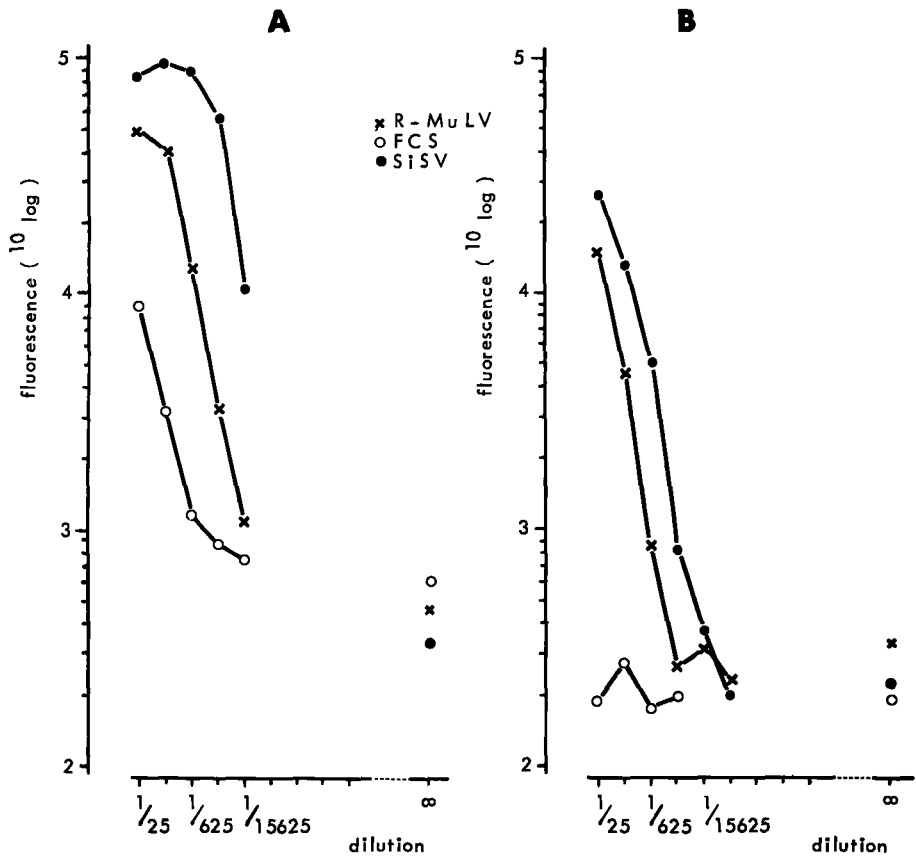 A
B
5
4
3
2
fluorescence ( 10 log )
x R-MuLV
o FCS
● SiSV
1/25 1/625 1/15625 ∞
dilution
5
4
3
2
fluorescence ( 10 log )
1/25 1/625 1/15625 ∞
dilution